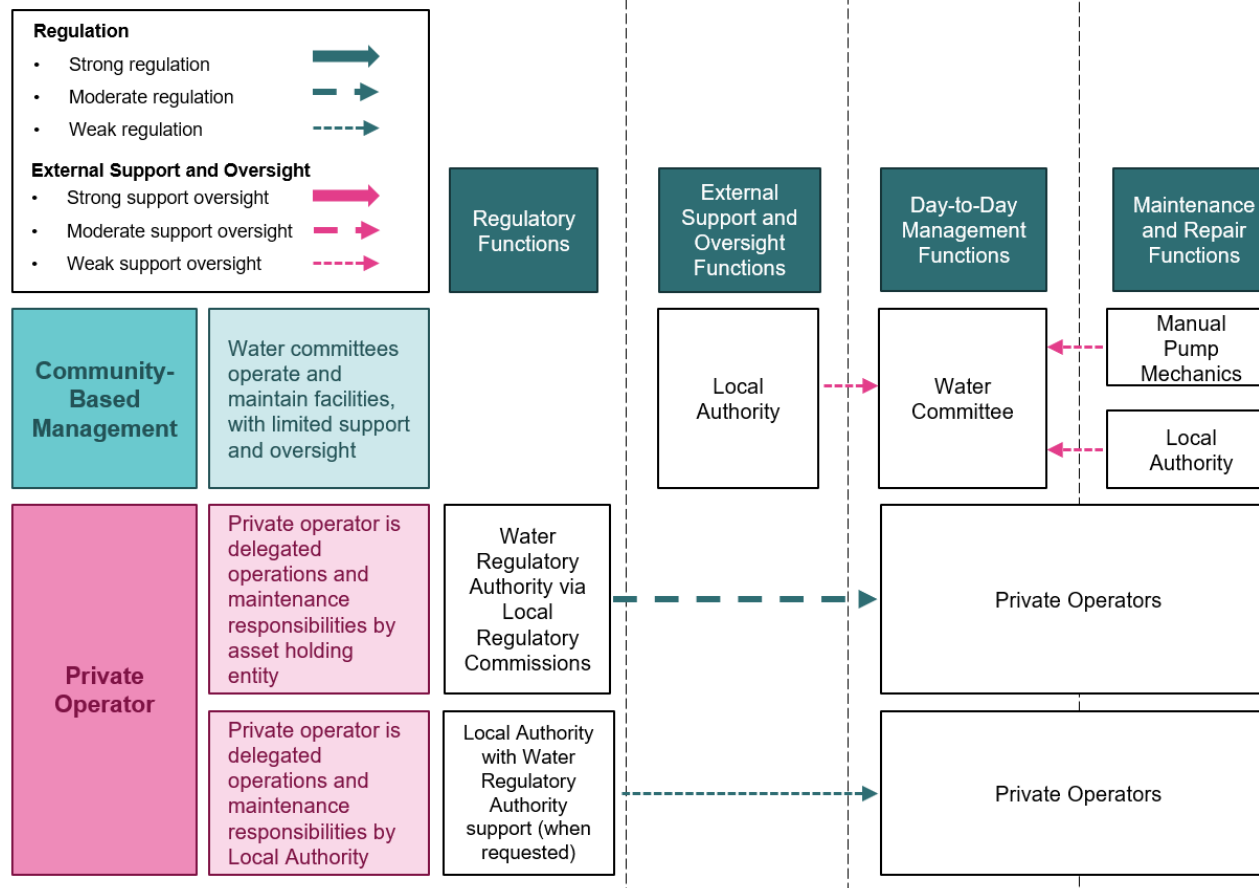 Regulation
• Strong regulation
• Moderate regulation
• Weak regulation
External Support and Oversight
• Strong support oversight
• Moderate support oversight
• Weak support oversight
Regulatory
Functions
External
Support and
Oversight
Functions
Day-to-Day
Management
Functions
Maintenance
and Repair
Functions
Community-
Based
Management
Water committees
operate and
maintain facilities,
with limited support
and oversight
Local
Authority
Water
Committee
Manual
Pump
Mechanics
Local
Authority
Private
Operator
Private operator is
delegated
operations and
maintenance
responsibilities by
asset holding
entity
Water
Regulatory
Authority via
Local
Regulatory
Commissions
Private Operators
Private operator is
delegated
operations and
maintenance
responsibilities by
Local Authority
Local Authority
with Water
Regulatory
Authority
support (when
requested)
Private Operators